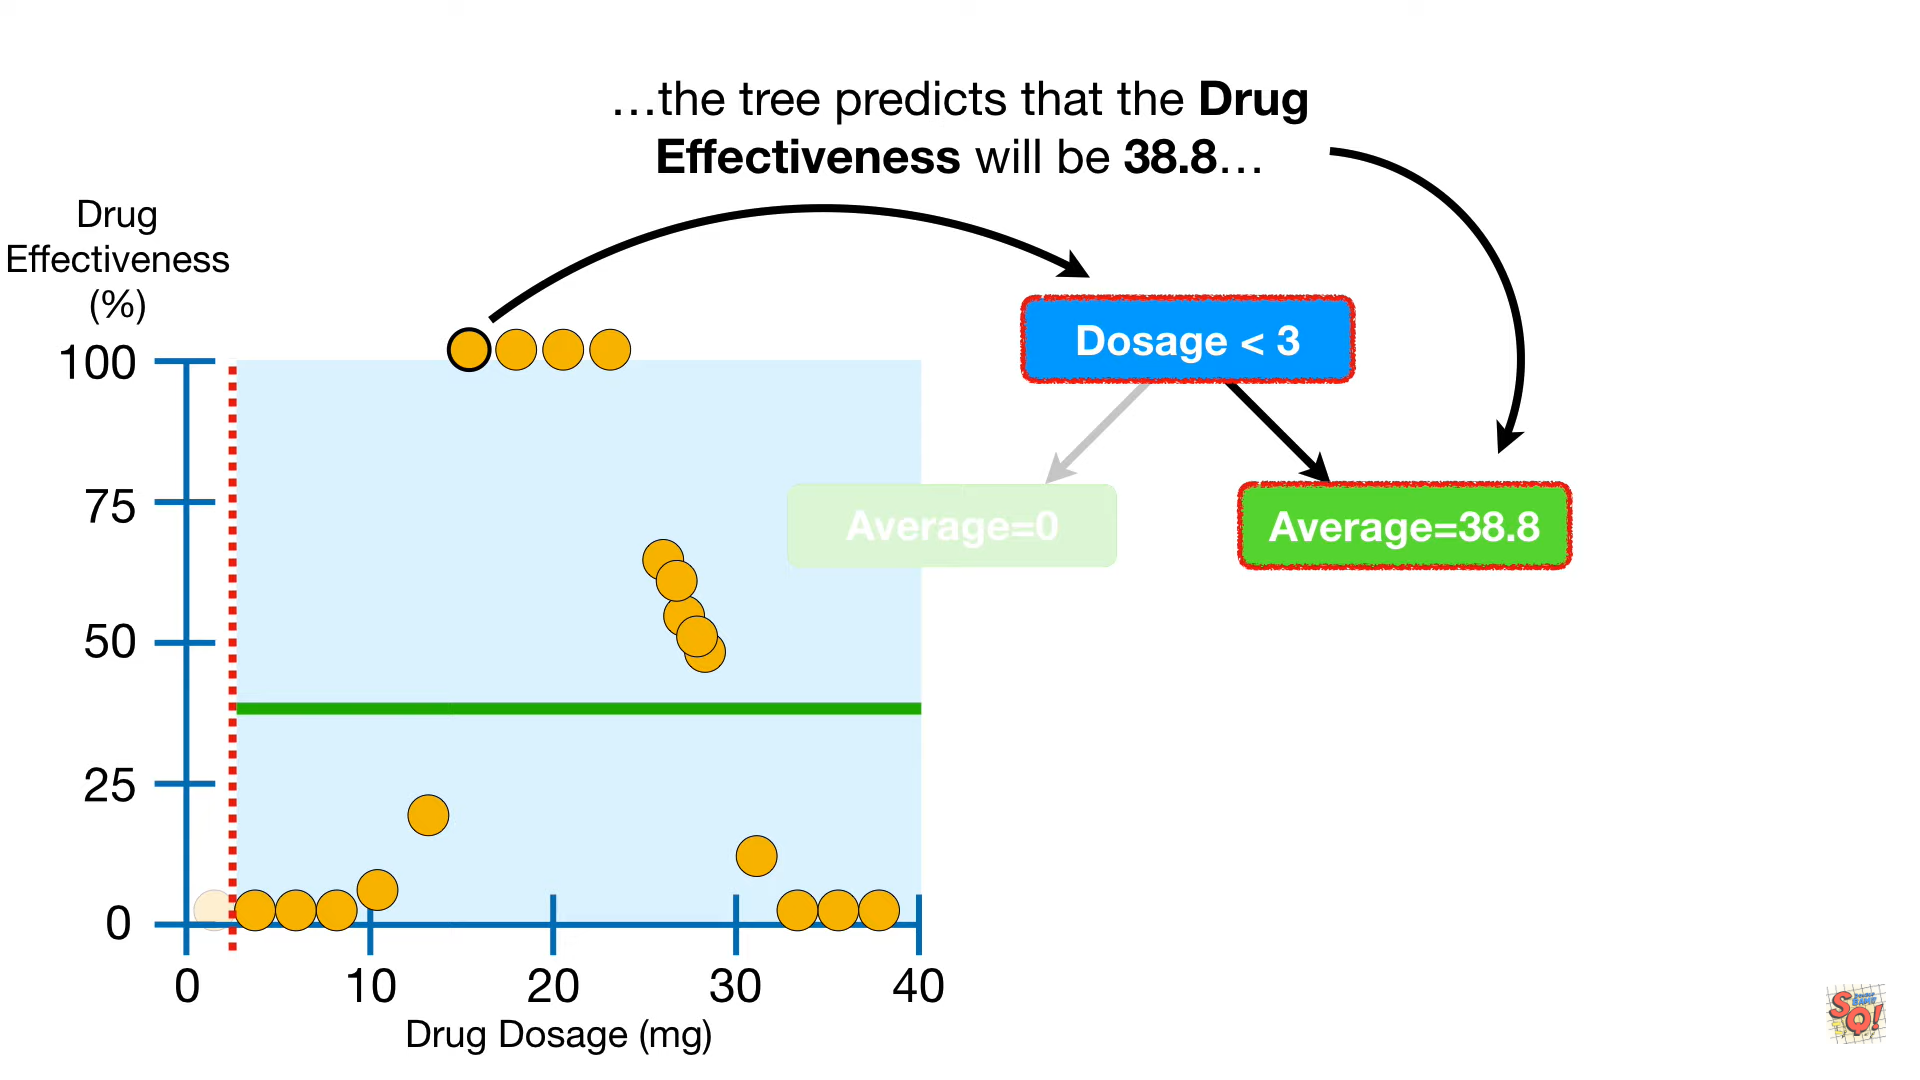 …the tree predicts that the Drug
Effectiveness will be 38.8…
Drug
Effectiveness
(%)
100
75
50
25
0
0 10 20 30 40
Drug Dosage (mg)
Dosage < 3
Average=0
Average=38.8
SQ!